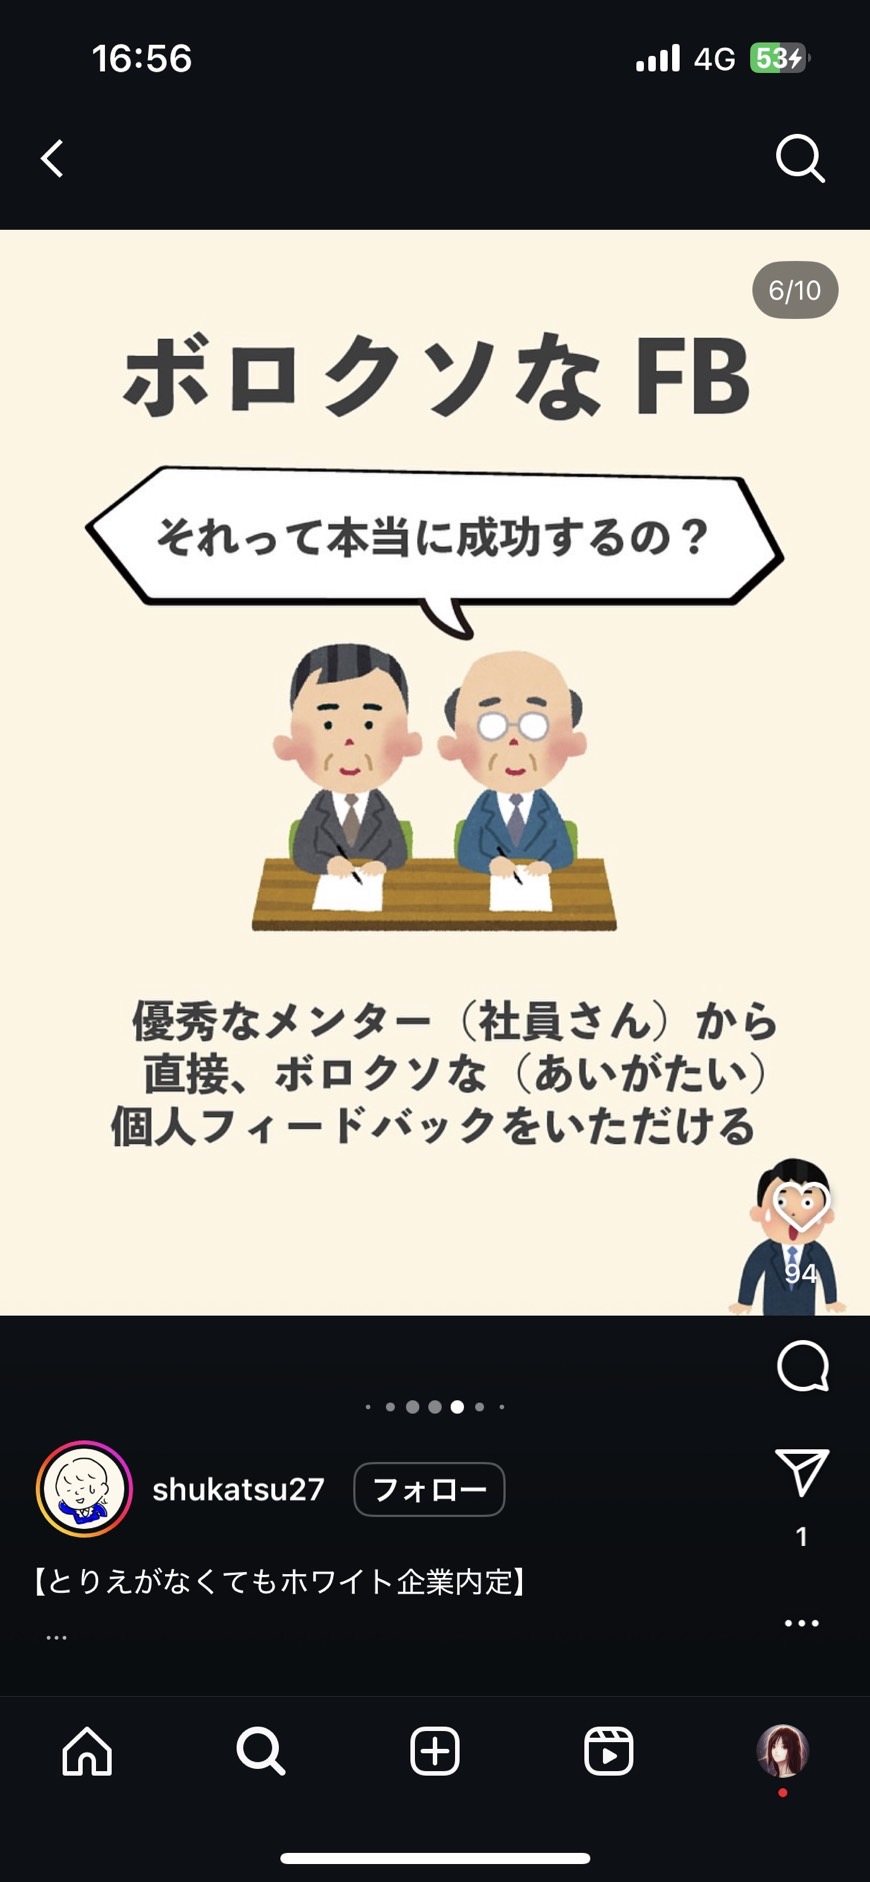 16:56
4G
53
6/10
ボロクソなFB
それって本当に成功するの？
優秀なメンター（社員さん）から
直接、ボロクソな（あいがたい）
個人フィードバックをいただける
94
shukatsu27
フォロー
1
【とりえがなくてもホワイト企業内定】
...